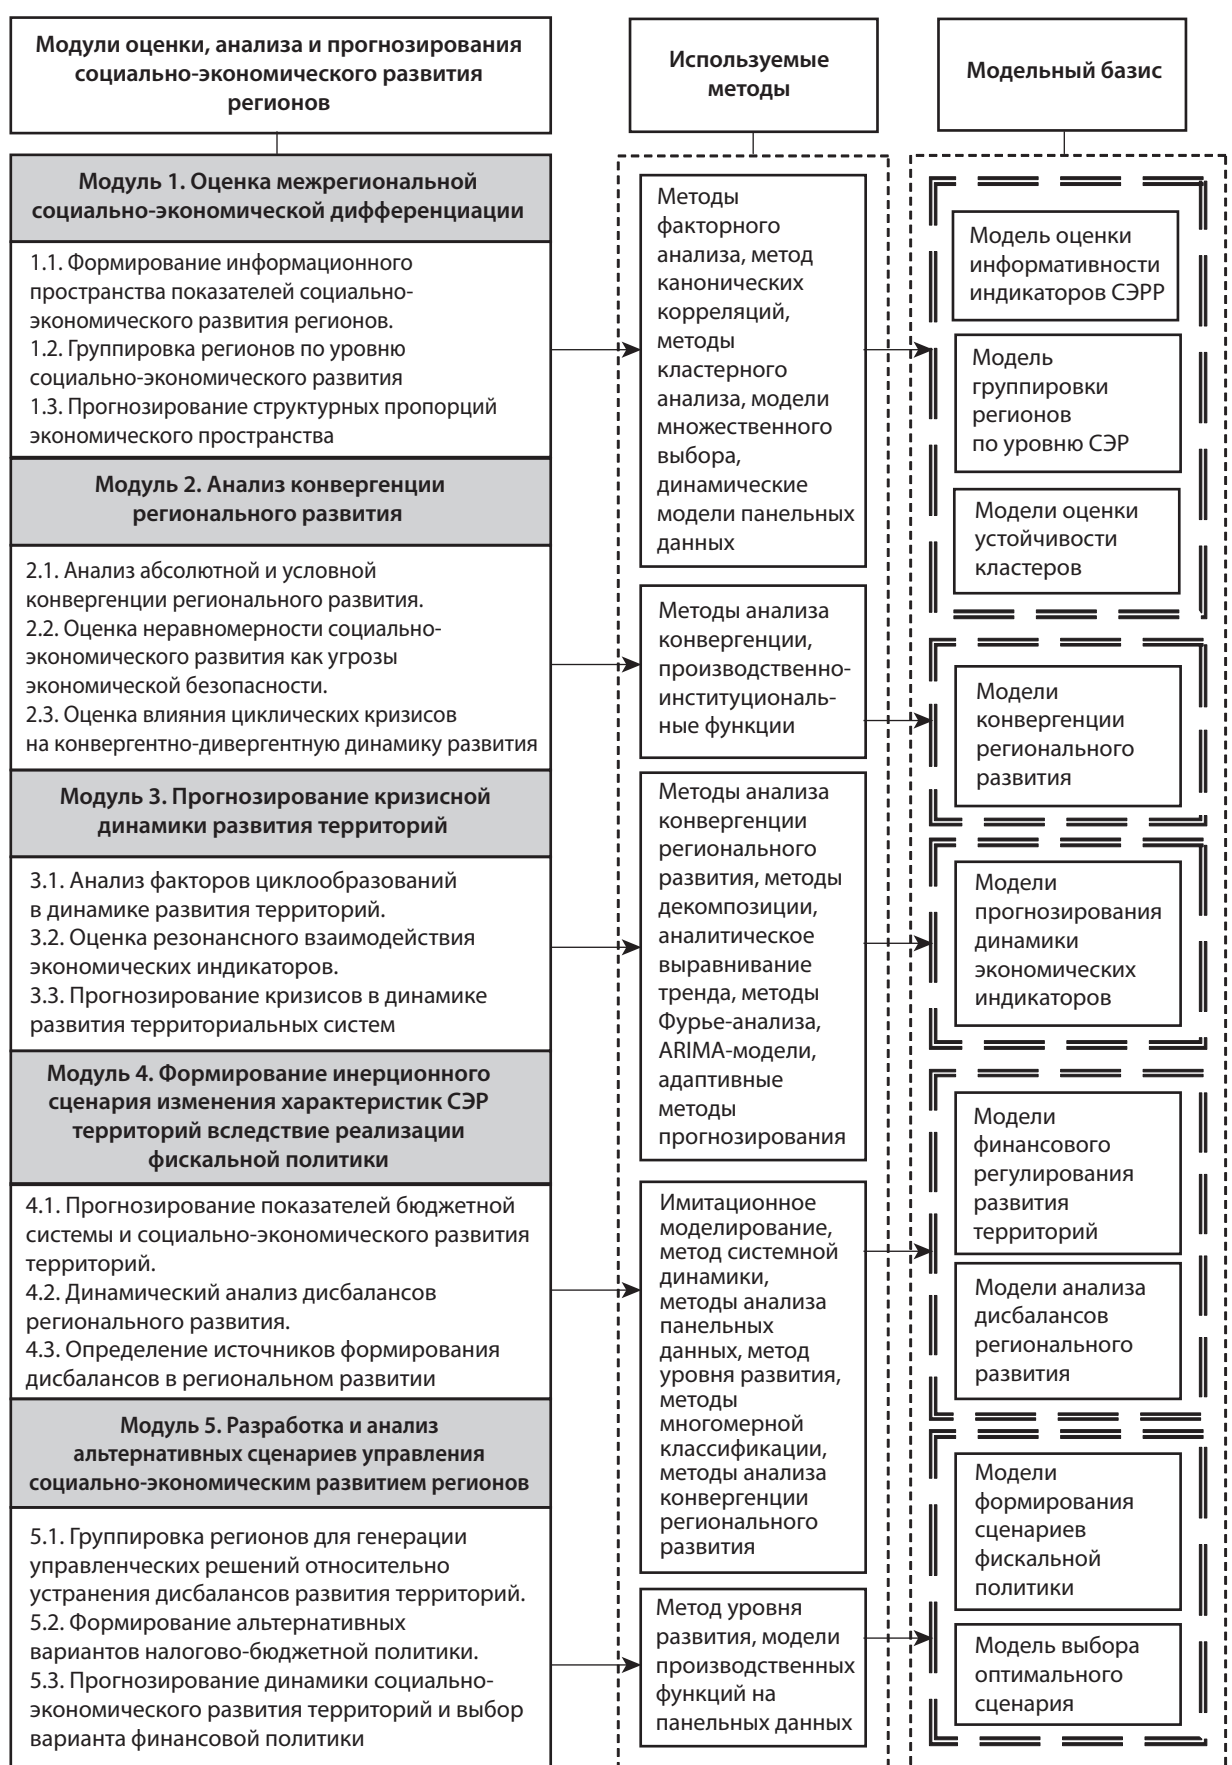 Модули оценки, анализа и прогнозирования
социально-экономического развития
регионов
Используемые
методы
Модельный базис
Модуль 1. Оценка межрегиональной
социально-экономической дифференциации
1.1. Формирование информационного
пространства показателей социально-
экономического развития регионов.
1.2. Группировка регионов по уровню
социально-экономического развития
1.3. Прогнозирование структурных пропорций
экономического пространства
Модуль 2. Анализ конвергенции
регионального развития
2.1. Анализ абсолютной и условной
конвергенции регионального развития.
2.2. Оценка неравномерности социально-
экономического развития как угрозы
экономической безопасности.
2.3. Оценка влияния циклических кризисов
на конвергентно-дивергентную динамику развития
Модуль 3. Прогнозирование кризисной
динамики развития территорий
3.1. Анализ факторов циклообразований
в динамике развития территорий.
3.2. Оценка резонансного взаимодействия
экономических индикаторов.
3.3. Прогнозирование кризисов в динамике
развития территориальных систем
Модуль 4. Формирование инерционного
сценария изменения характеристик СЭР
территорий вследствие реализации
фискальной политики
4.1. Прогнозирование показателей бюджетной
системы и социально-экономического развития
территорий.
4.2. Динамический анализ дисбалансов
регионального развития.
4.3. Определение источников формирования
дисбалансов в региональном развитии
Модуль 5. Разработка и анализ
альтернативных сценариев управления
социально-экономическим развитием регионов
5.1. Группировка регионов для генерации
управленческих решений относительно
устранения дисбалансов развития территорий.
5.2. Формирование альтернативных
вариантов налогово-бюджетной политики.
5.3. Прогнозирование динамики социально-
экономического развития территорий и выбор
варианта финансовой политики
Методы
факторного
анализа, метод
канонических
корреляций,
методы
кластерного
анализа, модели
множественного
выбора,
динамические
модели панельных
данных
Методы анализа
конвергенции,
производственно-
институциональ-
ные функции
Методы анализа
конвергенции
регионального
развития, методы
декомпозиции,
аналитическое
выравнивание
тренда, методы
Фурье-анализа,
ARIMA-модели,
адаптивные
методы
прогнозирования
Имитационное
моделирование,
метод системной
динамики,
методы анализа
панельных
данных, метод
уровня развития,
методы
многомерной
классификации,
методы анализа
конвергенции
регионального
развития
Метод уровня
развития, модели
производственных
функций на
панельных данных
Модель оценки
информативности
индикаторов СЭРР
Модель
группировки
регионов
по уровню СЭР
Модели оценки
устойчивости
кластеров
Модели
конвергенции
регионального
развития
Модели
прогнозирования
динамики
экономических
индикаторов
Модели
финансового
регулирования
развития
территорий
Модели анализа
дисбалансов
регионального
развития
Модели
формирования
сценариев
фискальной
политики
Модель выбора
оптимального
сценария